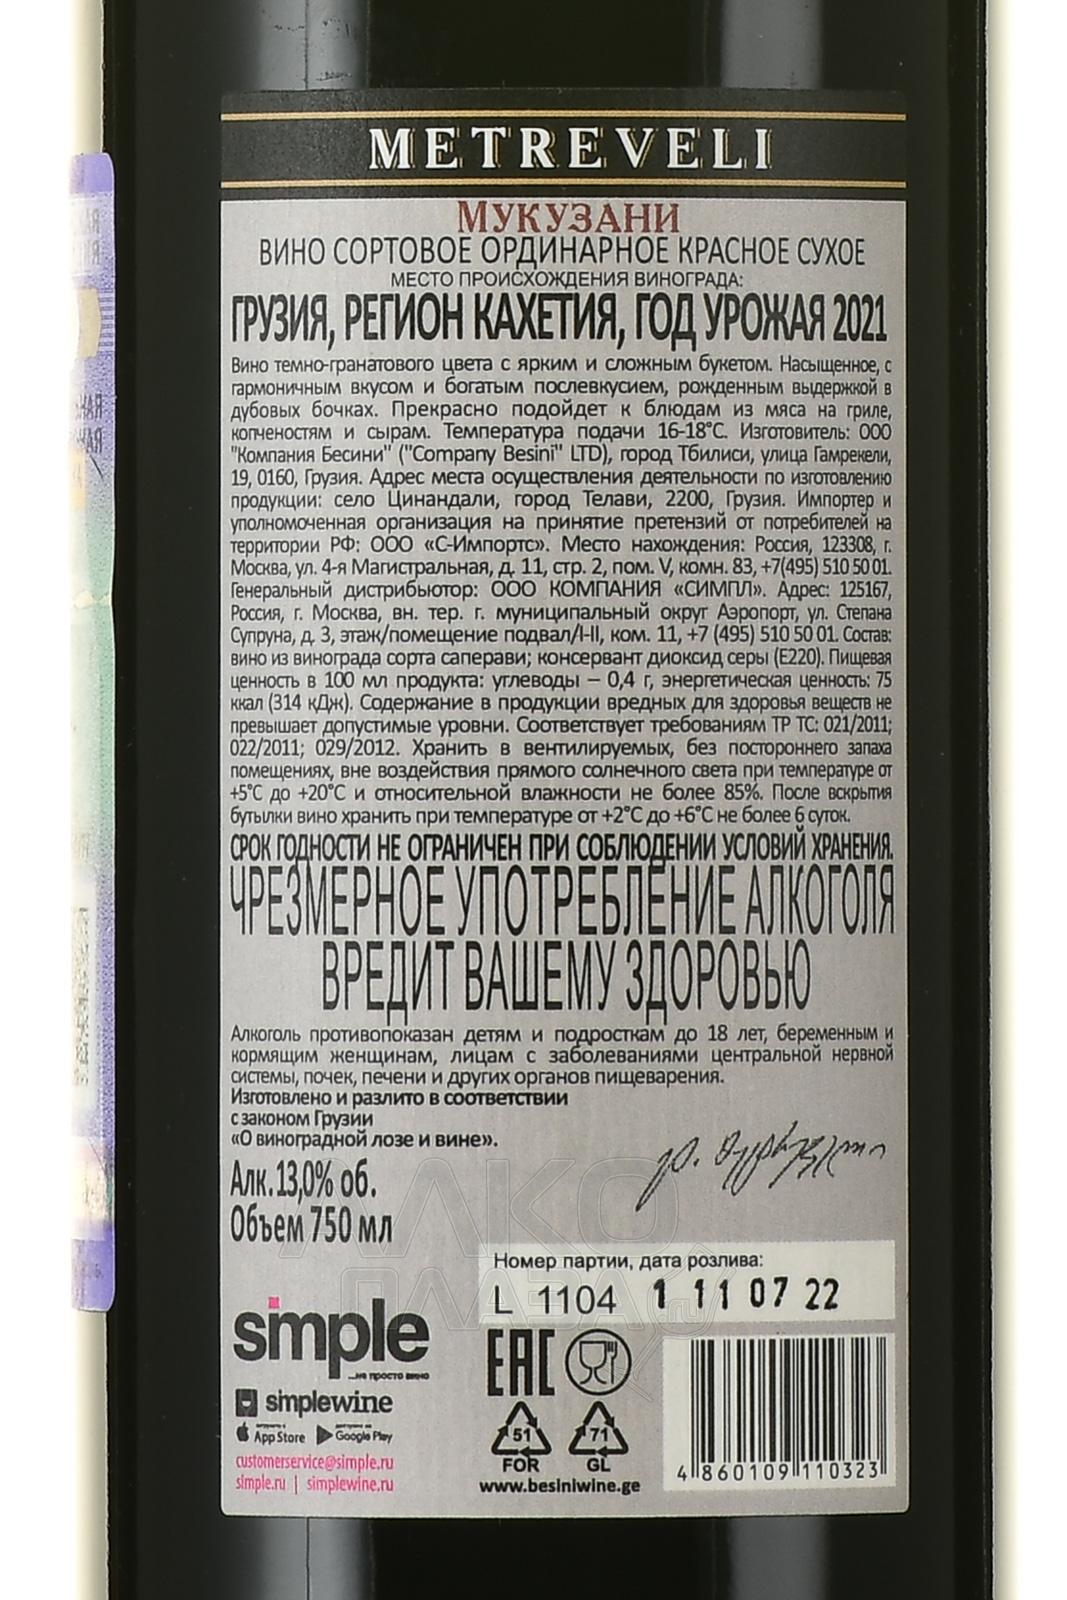 METREVELI
МУКУЗАНИ
ВИНО СОРТОВОЕ ОРДИНАРНОЕ КРАСНОЕ СУХОЕ
МЕСТО ПРОИСХОЖДЕНИЯ ВИНОГРАДА:
ГРУЗИЯ, РЕГИОН КАХЕТИЯ, ГОД УРОЖАЯ 2021
Вино темно-гранатового цвета с ярким и сложным букетом. Насыщенное, с
гармоничным вкусом и богатым послевкусием, рожденным выдержкой в
дубовых бочках. Прекрасно подойдет к блюдам из мяса на гриле,
копченостям и сырам. Температура подачи 16-18°С. Изготовитель: ООО
"Компания Бесини" ("Company Besini" LTD), город Тбилиси, улица Гамрекели,
19, 0160, Грузия. Адрес места осуществления деятельности по изготовлению
продукции: село Цинандали, город Телави, 2200, Грузия. Импортер и
уполномоченная организация на принятие претензий от потребителей на
территории РФ: ООО «С-Импортс». Место нахождения: Россия, 123308, г.
Москва, ул. 4-я Магистральная, д. 11, стр. 2, пом. V, комн. 83, +7(495) 510 50 01.
Генеральный дистрибьютор: ООО КОМПАНИЯ «СИМПЛ». Адрес: 125167,
Россия, г. Москва, вн. тер. г. муниципальный округ Аэропорт, ул. Степана
Супруна, д. 3, этаж/помещение подвал/I-II, ком. 11, +7 (495) 510 50 01. Состав:
вино из винограда сорта саперави; консервант диоксид серы (Е220). Пищевая
ценность в 100 мл продукта: углеводы – 0,4 г, энергетическая ценность: 75
ккал (314 кДж). Содержание в продукции вредных для здоровья веществ не
превышает допустимые уровни. Соответствует требованиям ТР ТС: 021/2011;
022/2011; 029/2012. Хранить в вентилируемых, без постороннего запаха
помещениях, вне воздействия прямого солнечного света при температуре от
+5°С до +20°С и относительной влажности не более 85%. После вскрытия
бутылки вино хранить при температуре от +2°С до +6°С не более 6 суток.
СРОК ГОДНОСТИ НЕ ОГРАНИЧЕН ПРИ СОБЛЮДЕНИИ УСЛОВИЙ ХРАНЕНИЯ.
ЧРЕЗМЕРНОЕ УПОТРЕБЛЕНИЕ АЛКОГОЛЯ
ВРЕДИТ ВАШЕМУ ЗДОРОВЬЮ
Алкоголь противопоказан детям и подросткам до 18 лет, беременным и
кормящим женщинам, лицам с заболеваниями центральной нервной
системы, почек, печени и других органов пищеварения.
Изготовлено и разлито в соответствии
с законом Грузии
«О виноградной лозе и вине».
Алк. 13,0% об.
Объем 750 мл
Номер партии, дата розлива:
L 1104 1 11 07 22
simple
...не просто вино
simplewine
загрузите в App Store
доступно на Google Play
customerservice@simple.ru
simple.ru | simplewine.ru
EAC
51 71
FOR GL
www.besiniwine.ge
4 860109 110323
АЛКО
ПЛАЗА.ru